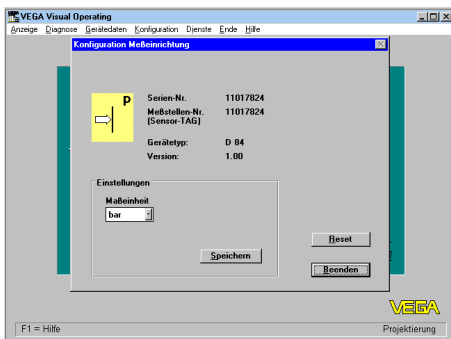 VEGA Visual Operating
Anzeige Diagnose Gerätedaten Konfiguration Dienste Ende Hilfe
Konfiguration Meßeinrichtung
P
Serien-Nr. 11017824
Meßstellen-Nr. 11017824
(Sensor-TAG)
Gerätetyp: D 84
Version: 1.00
Einstellungen
Maßeinheit
bar
Speichern
Reset
Beenden
VEGA
F1 = Hilfe Projektierung